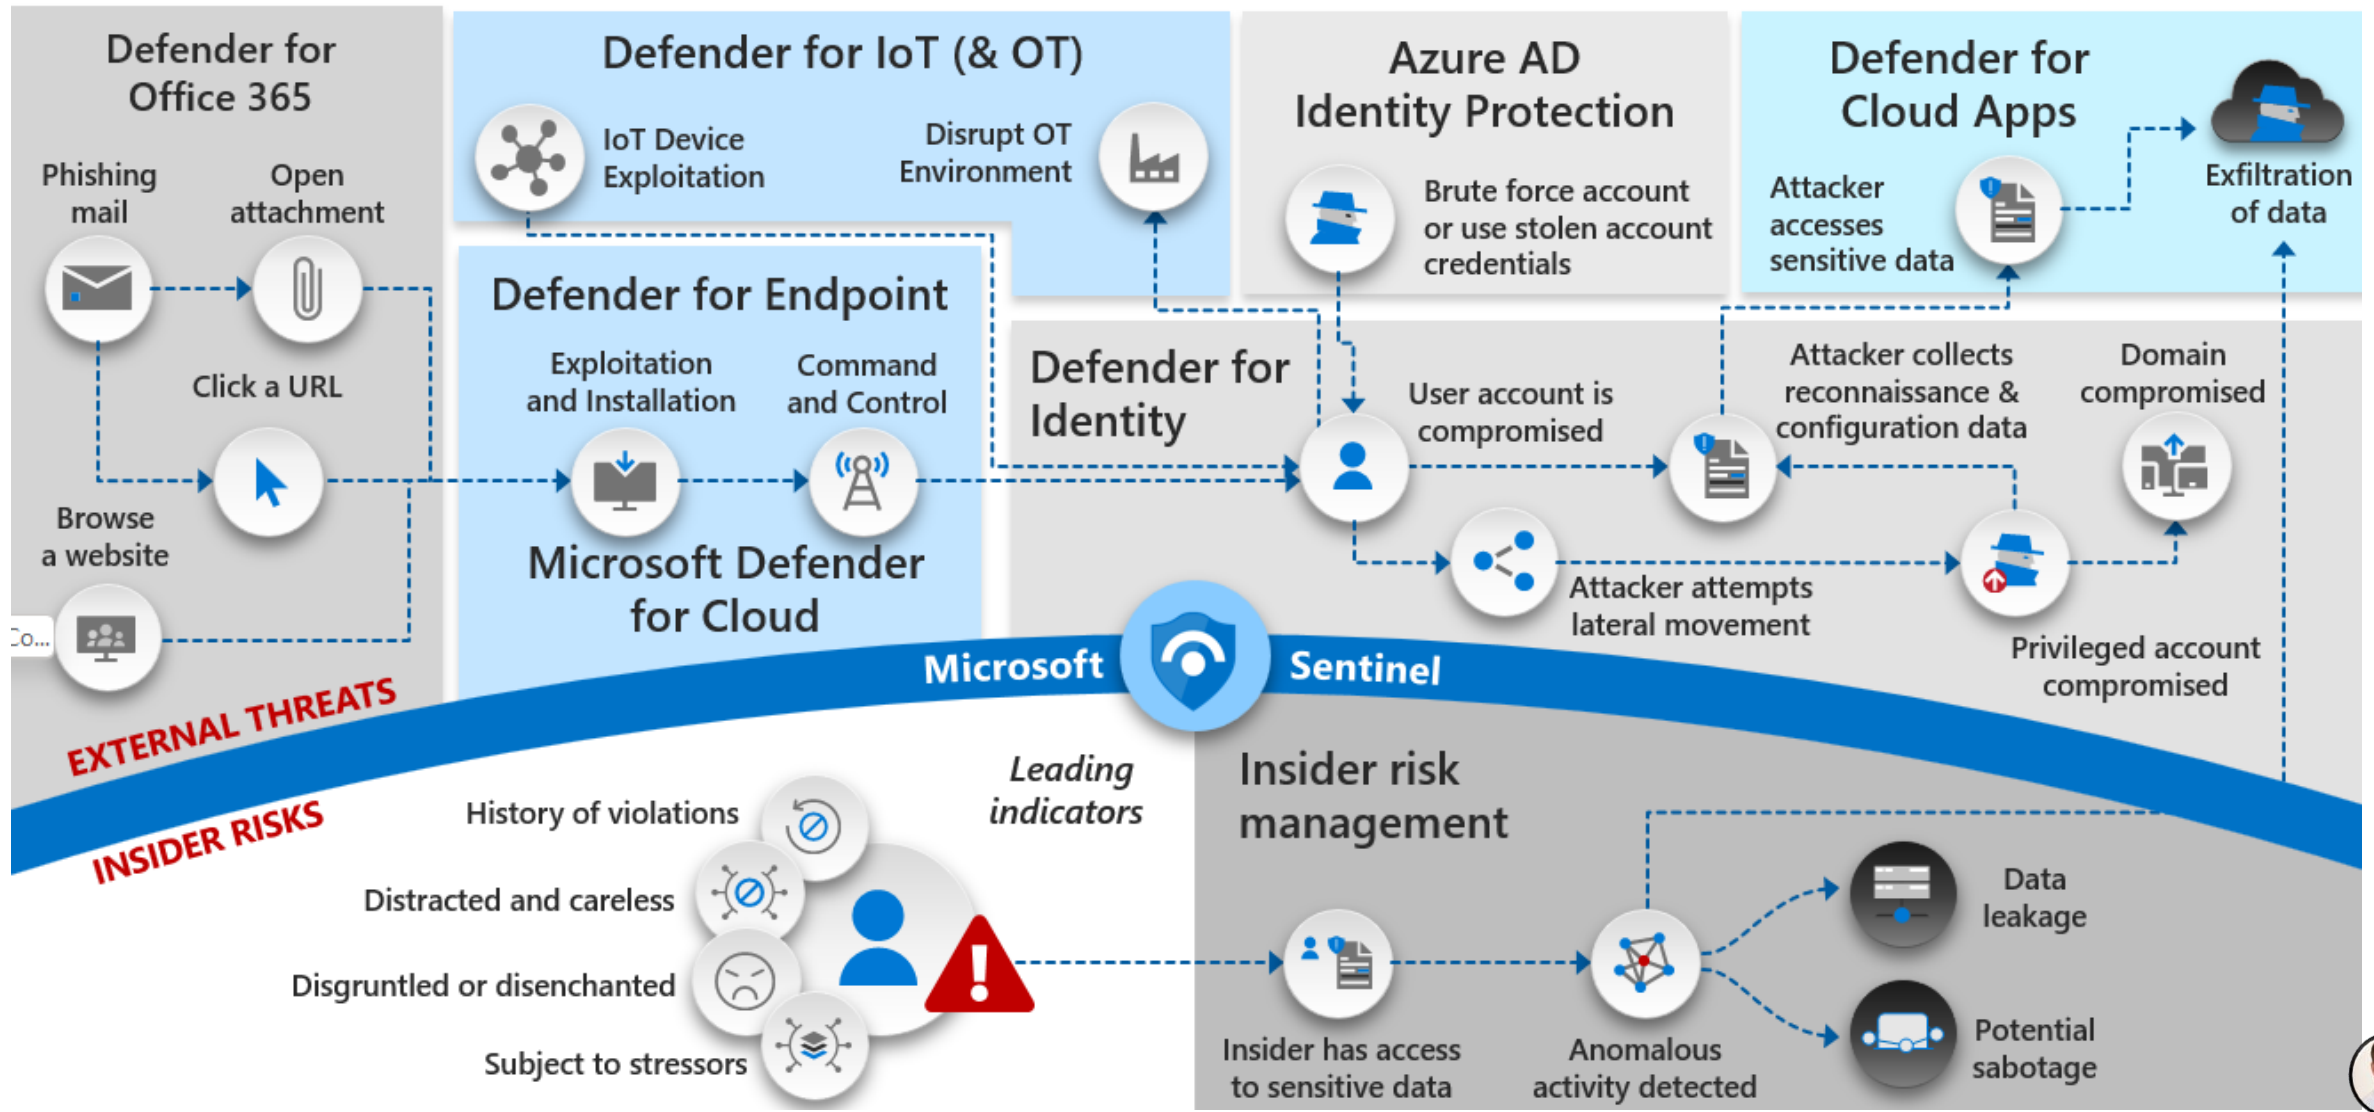 Defender for
Office 365
Phishing
mail
Open
attachment
Click a URL
Browse
a website
Co...
EXTERNAL THREATS
Defender for IoT (& OT)
IoT Device
Exploitation
Disrupt OT
Environment
Defender for Endpoint
Exploitation
and Installation
Command
and Control
Microsoft Defender
for Cloud
Azure AD
Identity Protection
Brute force account
or use stolen account
credentials
Defender for
Cloud Apps
Attacker
accesses
sensitive data
Exfiltration
of data
Defender for
Identity
User account is
compromised
Attacker collects
reconnaissance &
configuration data
Domain
compromised
Attacker attempts
lateral movement
Privileged account
compromised
Microsoft Sentinel
INSIDER RISKS
Leading
indicators
History of violations
Distracted and careless
Disgruntled or disenchanted
Subject to stressors
Insider risk
management
Insider has access
to sensitive data
Anomalous
activity detected
Data
leakage
Potential
sabotage